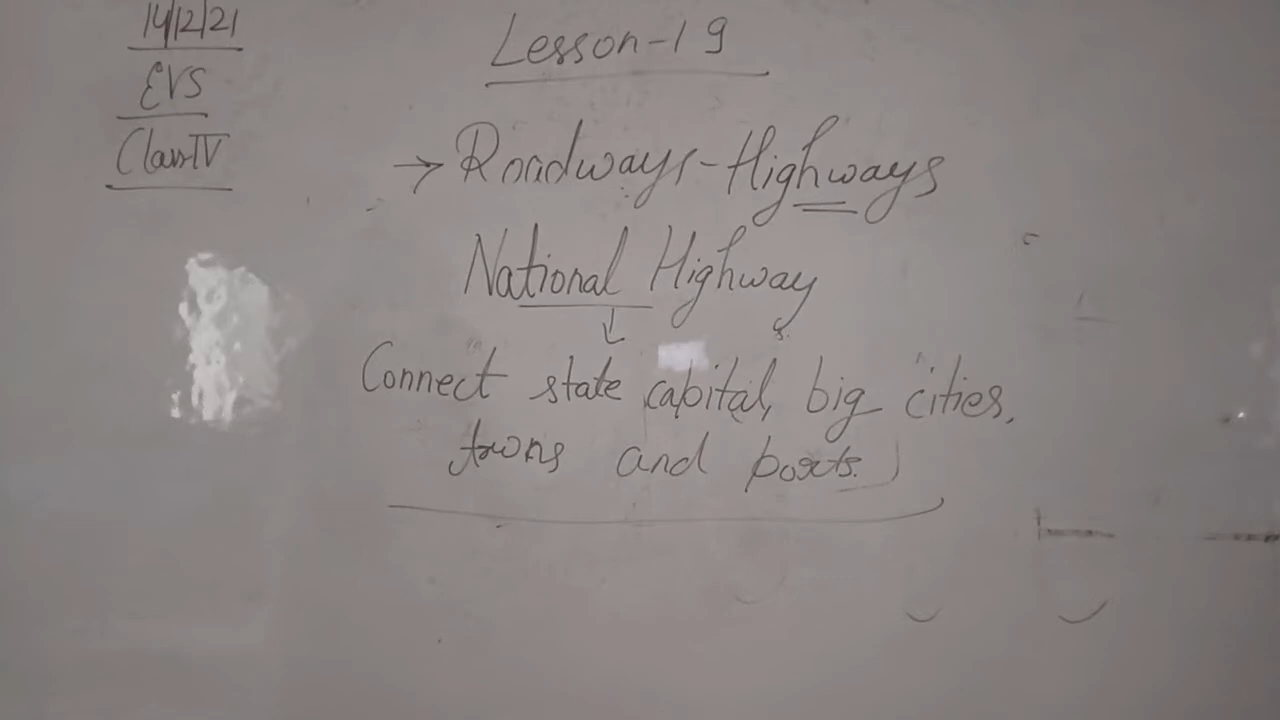 14/12/21
EVS
Class IV
Lesson-19
→ Roadways-Highways
National Highway
↓
Connect state capital, big cities,
towns and ports.